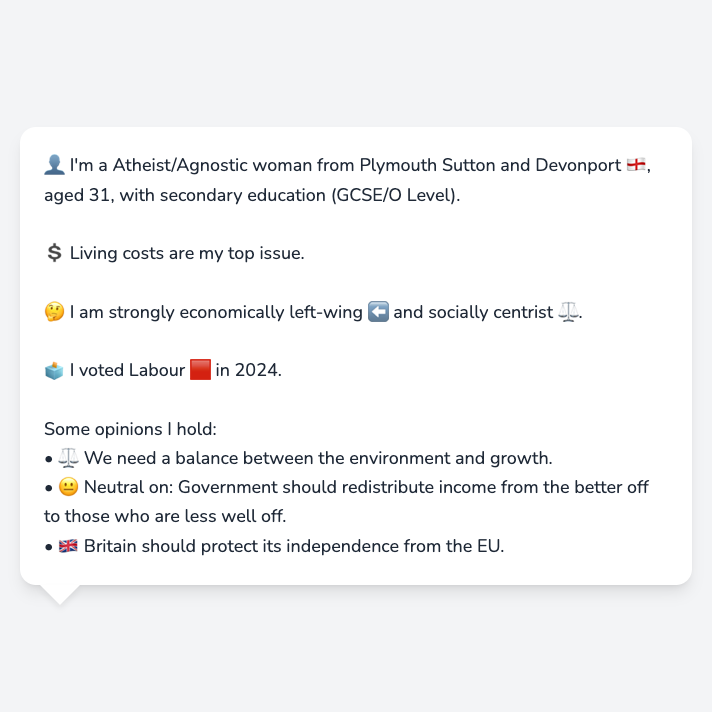 👤 I'm a Atheist/Agnostic woman from Plymouth Sutton and Devonport 🏴󠁧󠁢󠁥󠁮󠁧󠁿,
aged 31, with secondary education (GCSE/O Level).
💲 Living costs are my top issue.
🤔 I am strongly economically left-wing ⬅️ and socially centrist ⚖️.
🗳️ I voted Labour 🟥 in 2024.
Some opinions I hold:
• ⚖️ We need a balance between the environment and growth.
• 😐 Neutral on: Government should redistribute income from the better off
to those who are less well off.
• 🇬🇧 Britain should protect its independence from the EU.